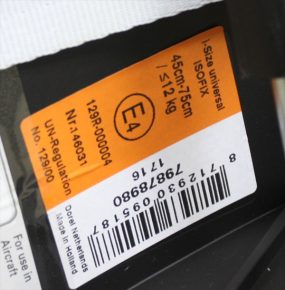 i-Size universal
ISOFIX
45cm-75cm
/ ≤12 kg
E4
129R-000004
Nr.:46031
UN-Regulation
No. 129/00
8 712930 095187
798768980
1716
Dorel Netherlands
Made in Holland
For use in
Aircraft